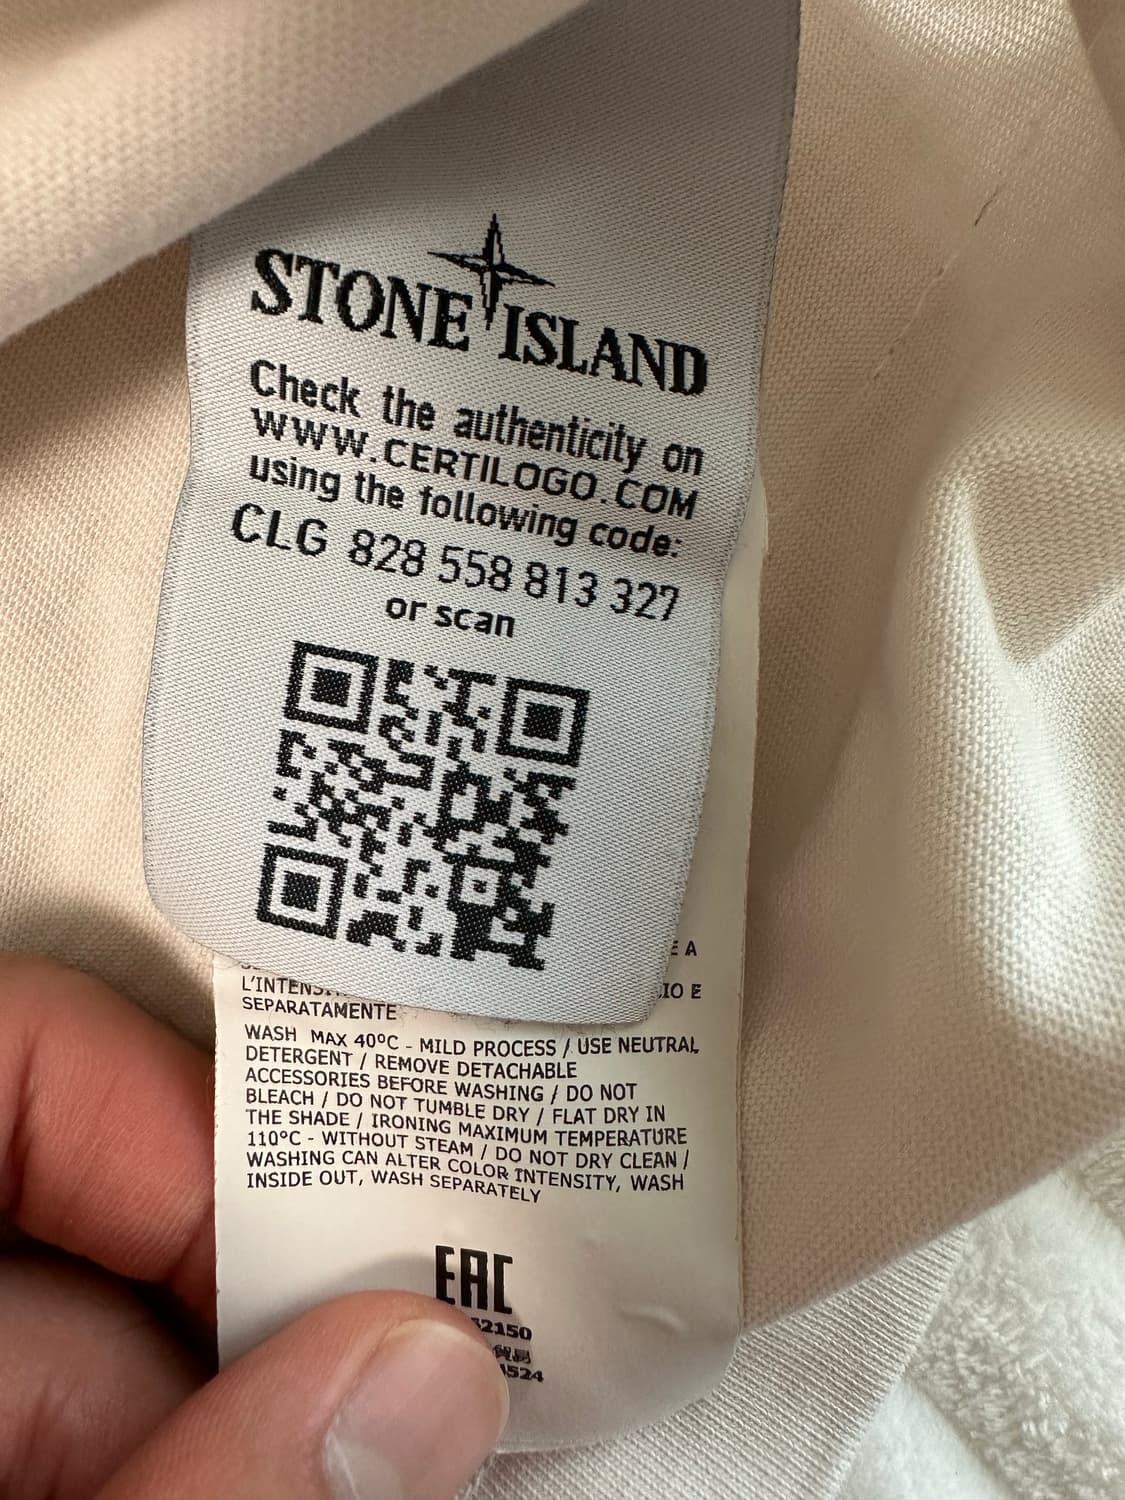 STONE ISLAND
Check the authenticity on
WWW.CERTILOGO.COM
using the following code:
CLG 828 558 813 327
or scan
E A
L'INTENS
IO E
SEPARATAMENTE
WASH MAX 40°C - MILD PROCESS / USE NEUTRAL
DETERGENT / REMOVE DETACHABLE
ACCESSORIES BEFORE WASHING / DO NOT
BLEACH / DO NOT TUMBLE DRY / FLAT DRY IN
THE SHADE / IRONING MAXIMUM TEMPERATURE
110°C - WITHOUT STEAM / DO NOT DRY CLEAN /
WASHING CAN ALTER COLOR INTENSITY, WASH
INSIDE OUT, WASH SEPARATELY
EAC
2150
524